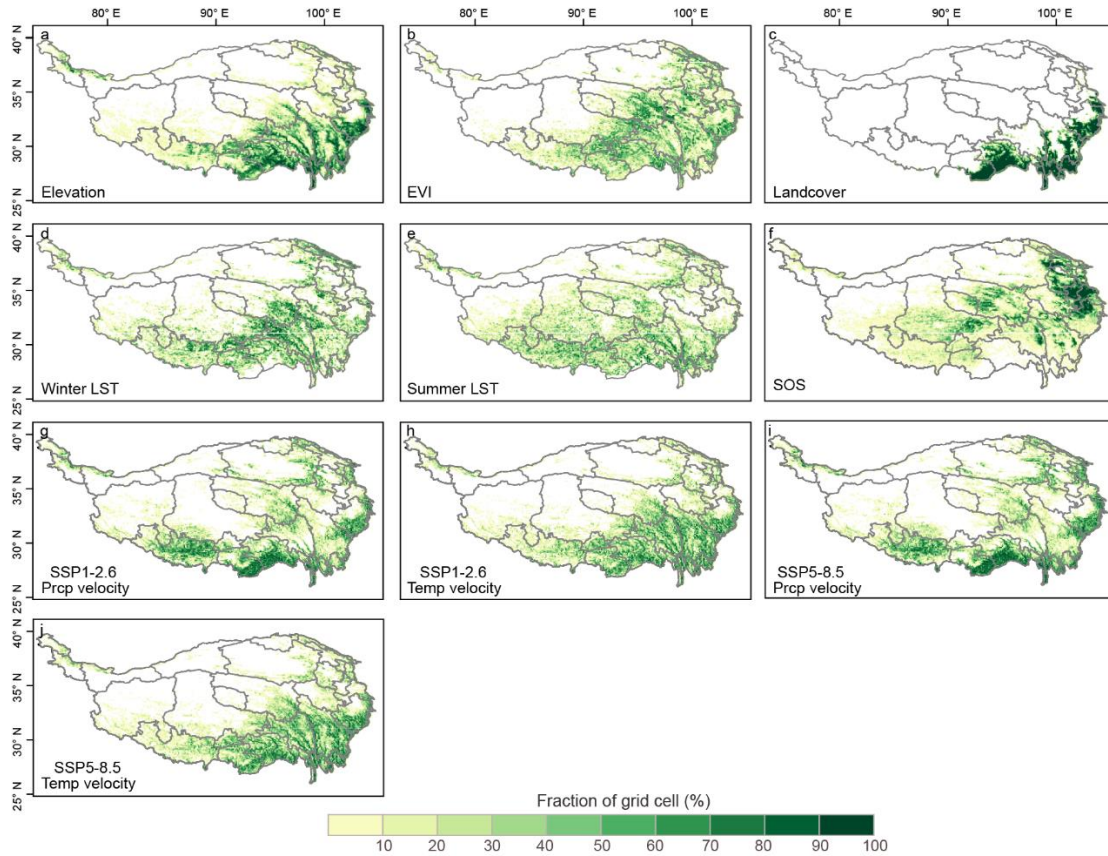 80° E 90° E 100° E 80° E 90° E 100° E
40° N
35° N
30° N
25° N
a
Elevation
b
EVI
c
Landcover
40° N
35° N
30° N
25° N
d
Winter LST
e
Summer LST
f
SOS
40° N
35° N
30° N
25° N
g
SSP1-2.6
Prcp velocity
h
SSP1-2.6
Temp velocity
i
SSP5-8.5
Prcp velocity
40° N
35° N
30° N
25° N
j
SSP5-8.5
Temp velocity
Fraction of grid cell (%)
10 20 30 40 50 60 70 80 90 100